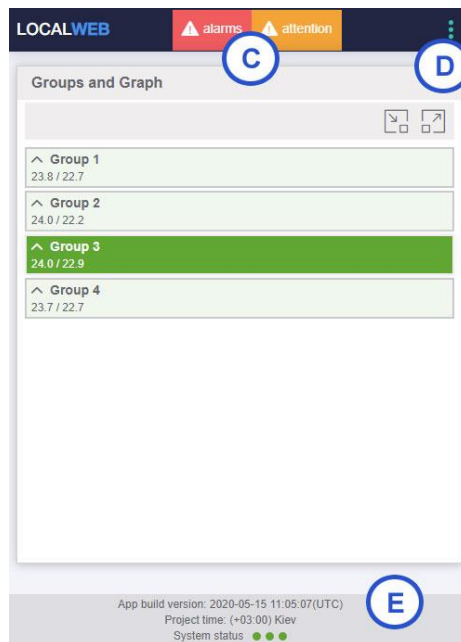 LOCALWEB
alarms
attention
C
D
Groups and Graph
Group 1
23.8 / 22.7
Group 2
24.0 / 22.2
Group 3
24.0 / 22.9
Group 4
23.7 / 22.7
App build version: 2020-05-15 11:05:07(UTC)
Project time: (+03:00) Kiev
System status
E